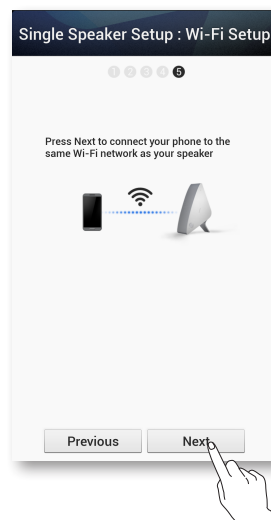 Single Speaker Setup : Wi-Fi Setup
1 2 3 4 5
Press Next to connect your phone to the
same Wi-Fi network as your speaker
Previous Next